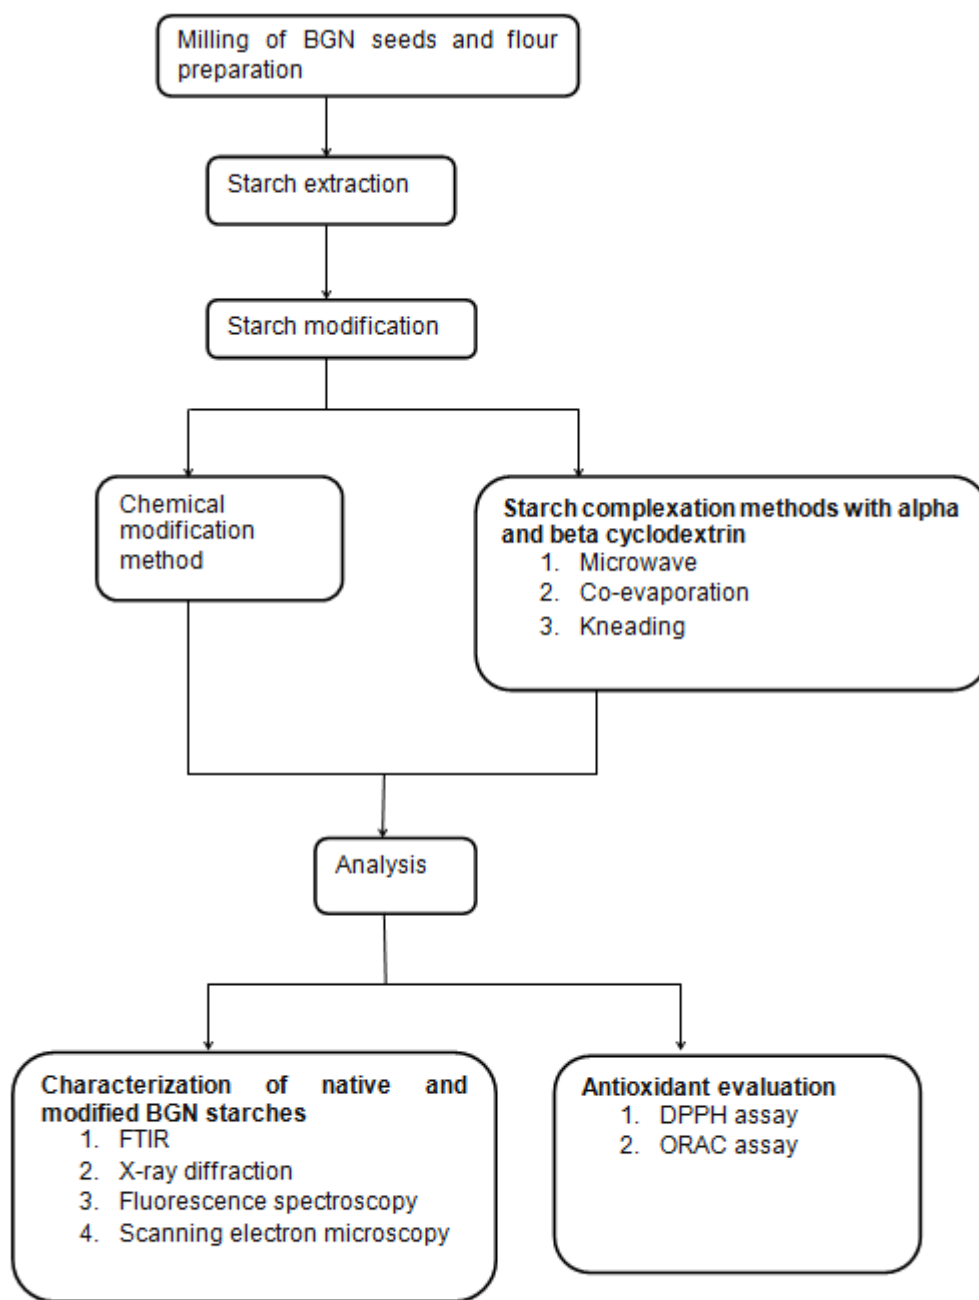 Milling of BGN seeds and flour
preparation
Starch extraction
Starch modification
Chemical
modification
method
Starch complexation methods with alpha
and beta cyclodextrin
1. Microwave
2. Co-evaporation
3. Kneading
Analysis
Characterization of native and
modified BGN starches
1. FTIR
2. X-ray diffraction
3. Fluorescence spectroscopy
4. Scanning electron microscopy
Antioxidant evaluation
1. DPPH assay
2. ORAC assay